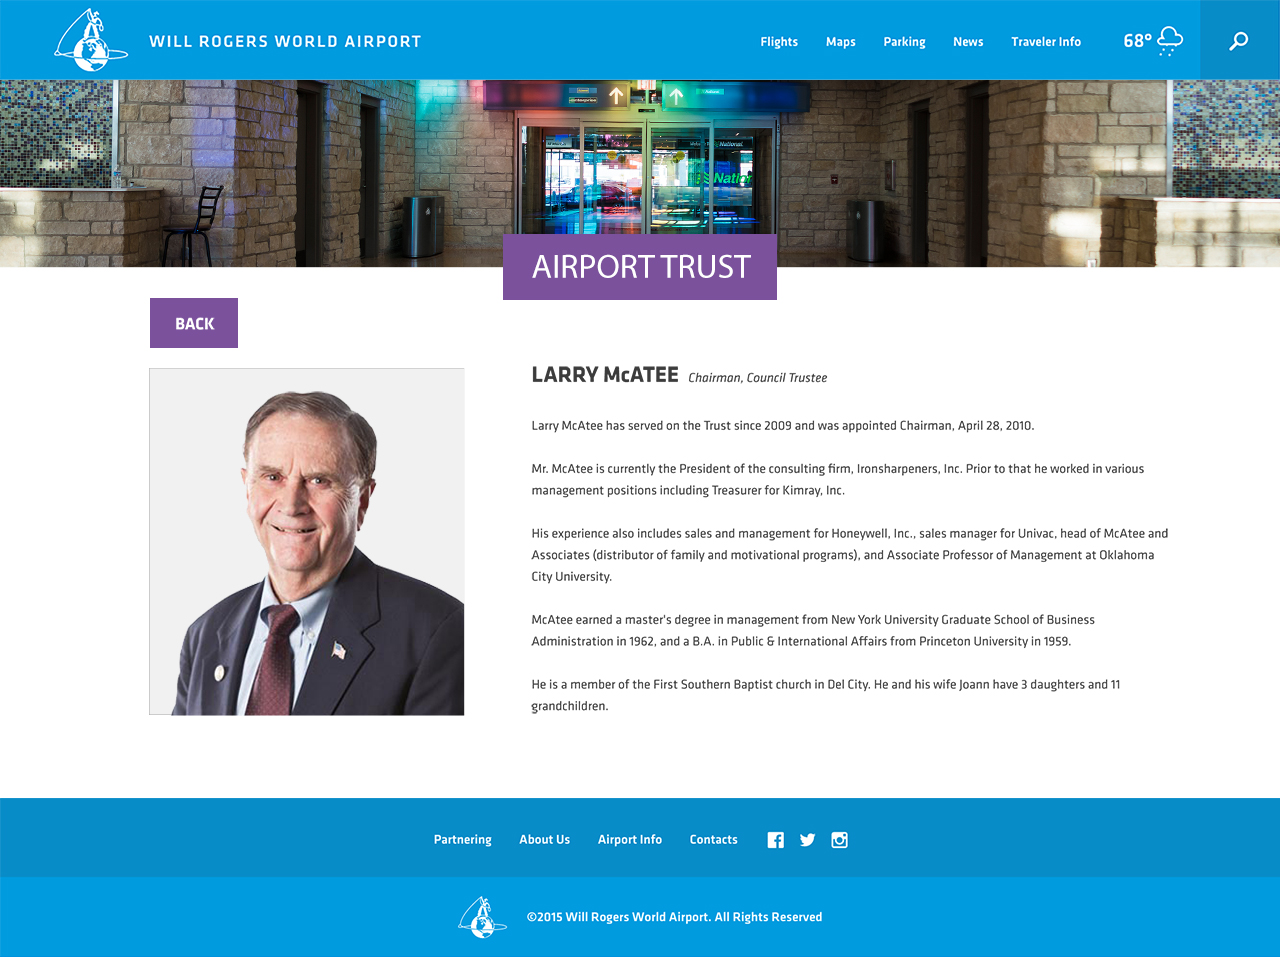 WILL ROGERS WORLD AIRPORT
Flights Maps Parking News Traveler Info 68°
enterprise
National
National
AIRPORT TRUST
BACK
LARRY McATEE Chairman, Council Trustee
Larry McAtee has served on the Trust since 2009 and was appointed Chairman, April 28, 2010.
Mr. McAtee is currently the President of the consulting firm, Ironsharpeners, Inc. Prior to that he worked in various
management positions including Treasurer for Kimray, Inc.
His experience also includes sales and management for Honeywell, Inc., sales manager for Univac, head of McAtee and
Associates (distributor of family and motivational programs), and Associate Professor of Management at Oklahoma
City University.
McAtee earned a master's degree in management from New York University Graduate School of Business
Administration in 1962, and a B.A. in Public & International Affairs from Princeton University in 1959.
He is a member of the First Southern Baptist church in Del City. He and his wife Joann have 3 daughters and 11
grandchildren.
Partnering About Us Airport Info Contacts
©2015 Will Rogers World Airport. All Rights Reserved